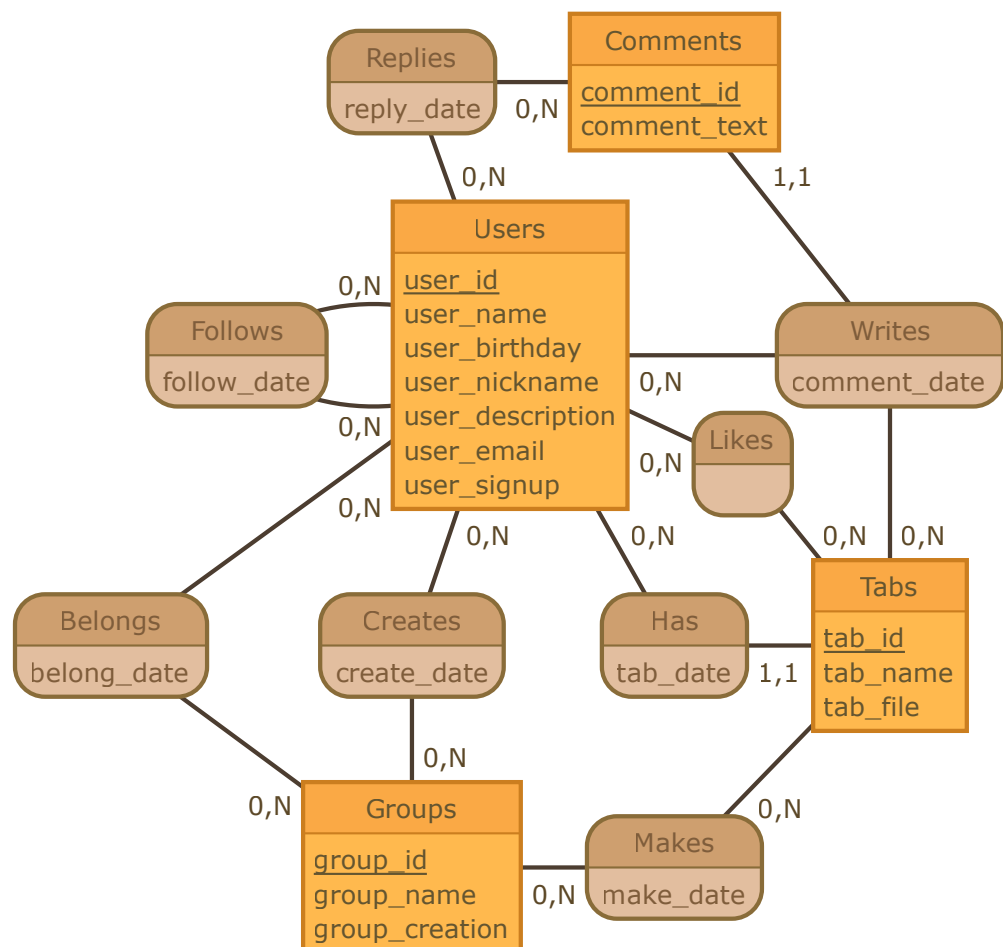 Replies
reply_date
0,N
Comments
comment_id
comment_text
0,N
1,1
Users
user_id
user_name
user_birthday
user_nickname
user_description
user_email
user_signup
0,N
Follows
follow_date
0,N
Writes
comment_date
0,N
Likes
0,N
0,N
0,N
0,N
0,N
0,N
Belongs
belong_date
Creates
create_date
Has
tab_date
1,1
Tabs
tab_id
tab_name
tab_file
0,N
0,N
Groups
group_id
group_name
group_creation
0,N
Makes
make_date
0,N